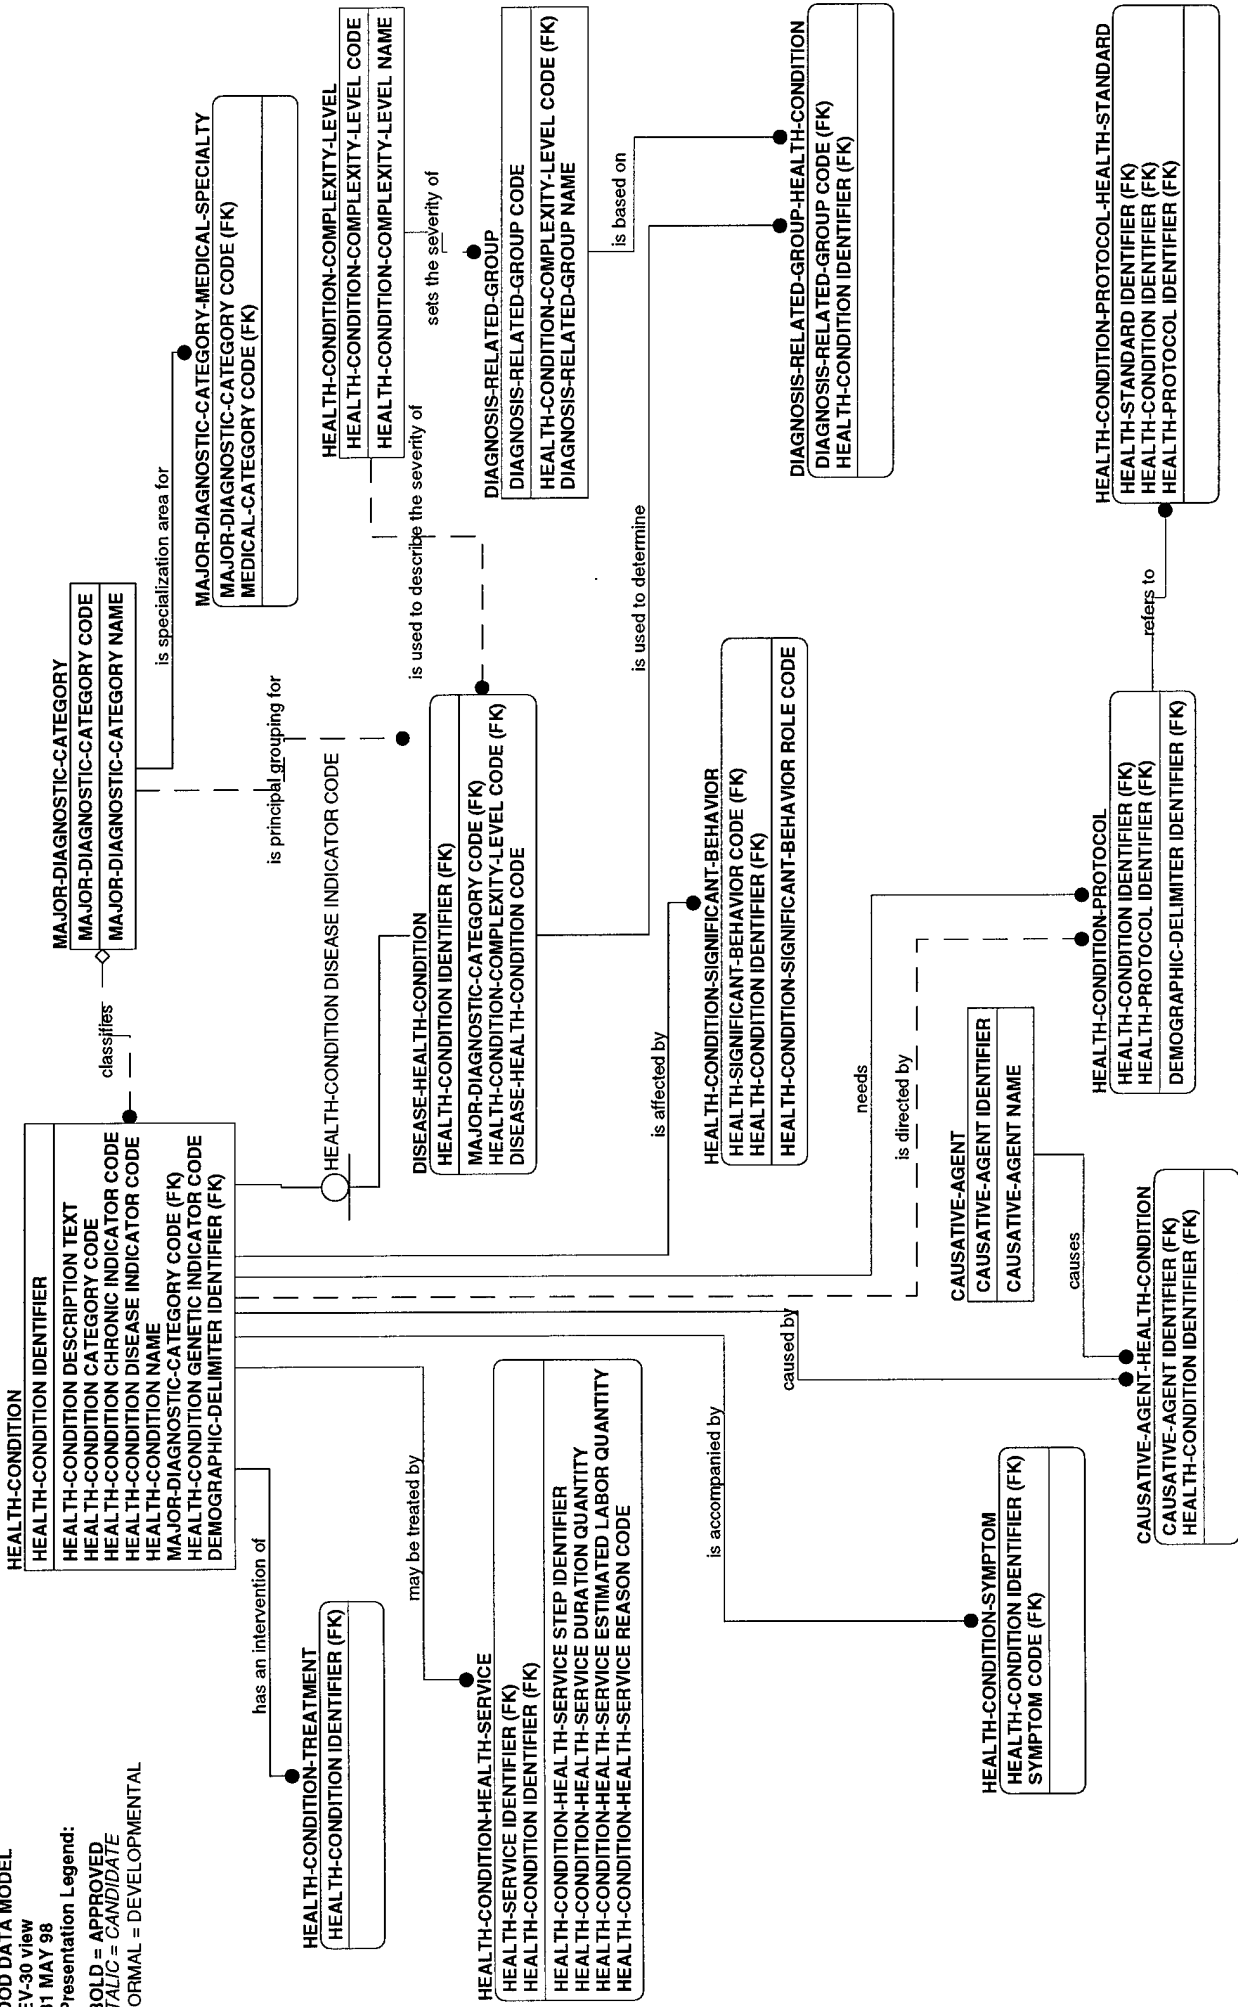 DOD DATA MODEL
EV-30 view
31 MAY 98
Presentation Legend:
BOLD = APPROVED
ITALIC = CANDIDATE
NORMAL = DEVELOPMENTAL
HEALTH-CONDITION
HEALTH-CONDITION IDENTIFIER
HEALTH-CONDITION DESCRIPTION TEXT
HEALTH-CONDITION CATEGORY CODE
HEALTH-CONDITION CHRONIC INDICATOR CODE
HEALTH-CONDITION DISEASE INDICATOR CODE
HEALTH-CONDITION NAME
MAJOR-DIAGNOSTIC-CATEGORY CODE (FK)
HEALTH-CONDITION GENETIC INDICATOR CODE
DEMOGRAPHIC-DELIMITER IDENTIFIER (FK)
classifies
MAJOR-DIAGNOSTIC-CATEGORY
MAJOR-DIAGNOSTIC-CATEGORY CODE
MAJOR-DIAGNOSTIC-CATEGORY NAME
is specialization area for
MAJOR-DIAGNOSTIC-CATEGORY-MEDICAL-SPECIALTY
MAJOR-DIAGNOSTIC-CATEGORY CODE (FK)
MEDICAL-CATEGORY CODE (FK)
is principal grouping for
HEALTH-CONDITION DISEASE INDICATOR CODE
HEALTH-CONDITION-COMPLEXITY-LEVEL
HEALTH-CONDITION-COMPLEXITY-LEVEL CODE
HEALTH-CONDITION-COMPLEXITY-LEVEL NAME
sets the severity of
is used to describe the severity of
has an intervention of
HEALTH-CONDITION-TREATMENT
HEALTH-CONDITION IDENTIFIER (FK)
DISEASE-HEALTH-CONDITION
HEALTH-CONDITION IDENTIFIER (FK)
MAJOR-DIAGNOSTIC-CATEGORY CODE (FK)
HEALTH-CONDITION-COMPLEXITY-LEVEL CODE (FK)
DISEASE-HEALTH-CONDITION CODE
DIAGNOSIS-RELATED-GROUP
DIAGNOSIS-RELATED-GROUP CODE
HEALTH-CONDITION-COMPLEXITY-LEVEL CODE (FK)
DIAGNOSIS-RELATED-GROUP NAME
may be treated by
HEALTH-CONDITION-HEALTH-SERVICE
HEALTH-SERVICE IDENTIFIER (FK)
HEALTH-CONDITION IDENTIFIER (FK)
HEALTH-CONDITION-HEALTH-SERVICE STEP IDENTIFIER
HEALTH-CONDITION-HEALTH-SERVICE DURATION QUANTITY
HEALTH-CONDITION-HEALTH-SERVICE ESTIMATED LABOR QUANTITY
HEALTH-CONDITION-HEALTH-SERVICE REASON CODE
is used to determine
is based on
is affected by
HEALTH-CONDITION-SIGNIFICANT-BEHAVIOR
HEALTH-SIGNIFICANT-BEHAVIOR CODE (FK)
HEALTH-CONDITION IDENTIFIER (FK)
HEALTH-CONDITION-SIGNIFICANT-BEHAVIOR ROLE CODE
DIAGNOSIS-RELATED-GROUP-HEALTH-CONDITION
DIAGNOSIS-RELATED-GROUP CODE (FK)
HEALTH-CONDITION IDENTIFIER (FK)
is accompanied by
caused by
needs
is directed by
CAUSATIVE-AGENT
CAUSATIVE-AGENT IDENTIFIER
CAUSATIVE-AGENT NAME
causes
HEALTH-CONDITION-SYMPTOM
HEALTH-CONDITION IDENTIFIER (FK)
SYMPTOM CODE (FK)
CAUSATIVE-AGENT-HEALTH-CONDITION
CAUSATIVE-AGENT IDENTIFIER (FK)
HEALTH-CONDITION IDENTIFIER (FK)
HEALTH-CONDITION-PROTOCOL
HEALTH-CONDITION IDENTIFIER (FK)
HEALTH-PROTOCOL IDENTIFIER (FK)
DEMOGRAPHIC-DELIMITER IDENTIFIER (FK)
refers to
HEALTH-CONDITION-PROTOCOL-HEALTH-STANDARD
HEALTH-STANDARD IDENTIFIER (FK)
HEALTH-CONDITION IDENTIFIER (FK)
HEALTH-PROTOCOL IDENTIFIER (FK)